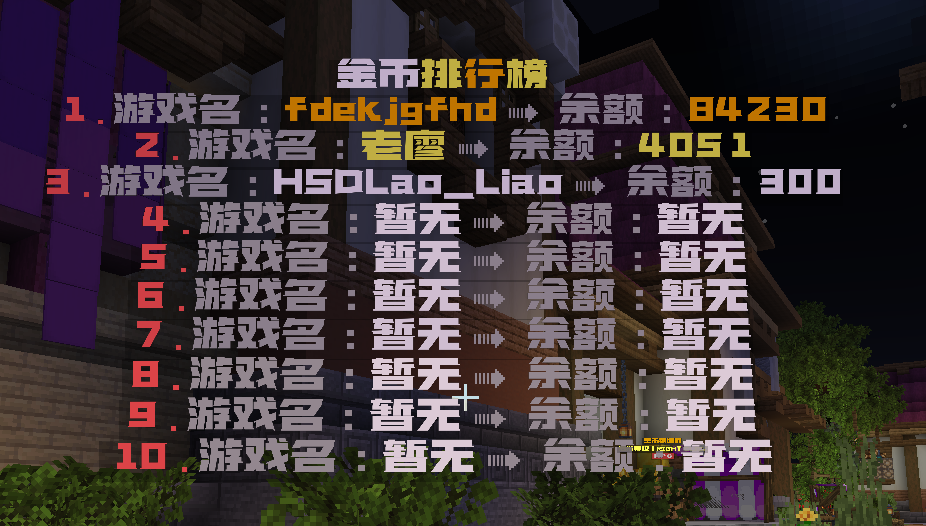 金币排行榜
1.游戏名:fdekjgfhd ➠ 余额:84230
2.游戏名:老廖 ➠ 余额:4051
3.游戏名:HSDLao_Liao ➠ 余额:300
4.游戏名:暂无 ➠ 余额:暂无
5.游戏名:暂无 ➠ 余额:暂无
6.游戏名:暂无 ➠ 余额:暂无
7.游戏名:暂无 ➠ 余额:暂无
8.游戏名:暂无 ➠ 余额:暂无
9.游戏名:暂无 ➠ 余额:暂无
10.游戏名:暂无 ➠ 余额:暂无